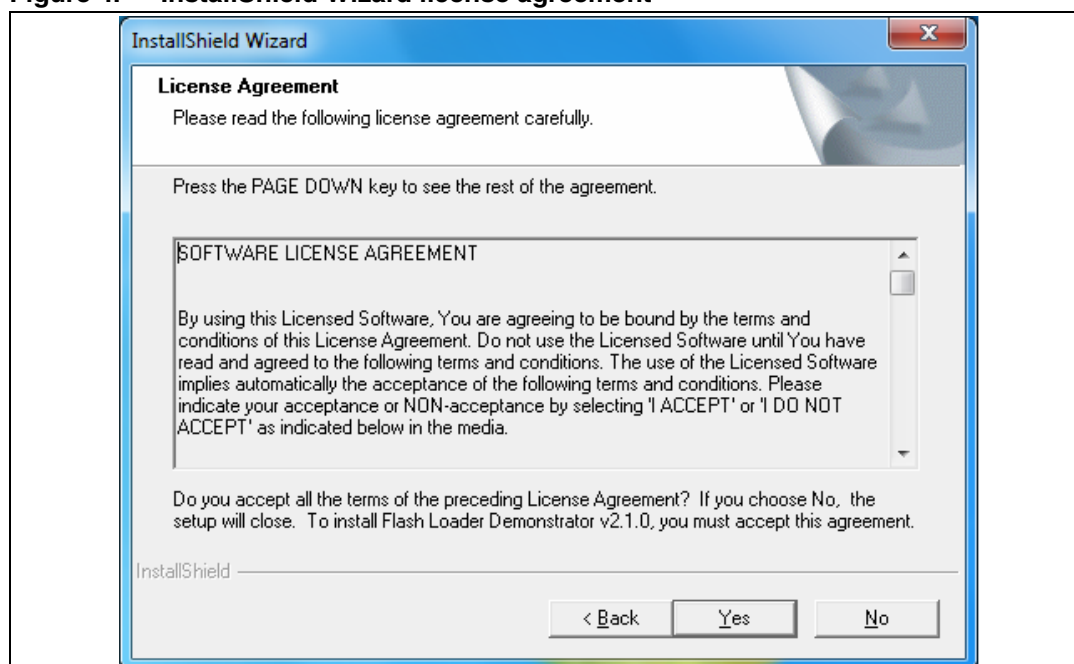 Figure 4. InstallShield Wizard license agreement
InstallShield Wizard
License Agreement
Please read the following license agreement carefully.
Press the PAGE DOWN key to see the rest of the agreement.
SOFTWARE LICENSE AGREEMENT
By using this Licensed Software, You are agreeing to be bound by the terms and
conditions of this License Agreement. Do not use the Licensed Software until You have
read and agreed to the following terms and conditions. The use of the Licensed Software
implies automatically the acceptance of the following terms and conditions. Please
indicate your acceptance or NON-acceptance by selecting 'I ACCEPT' or 'I DO NOT
ACCEPT' as indicated below in the media.
Do you accept all the terms of the preceding License Agreement? If you choose No, the
setup will close. To install Flash Loader Demonstrator v2.1.0, you must accept this agreement.
InstallShield
< Back
Yes
No